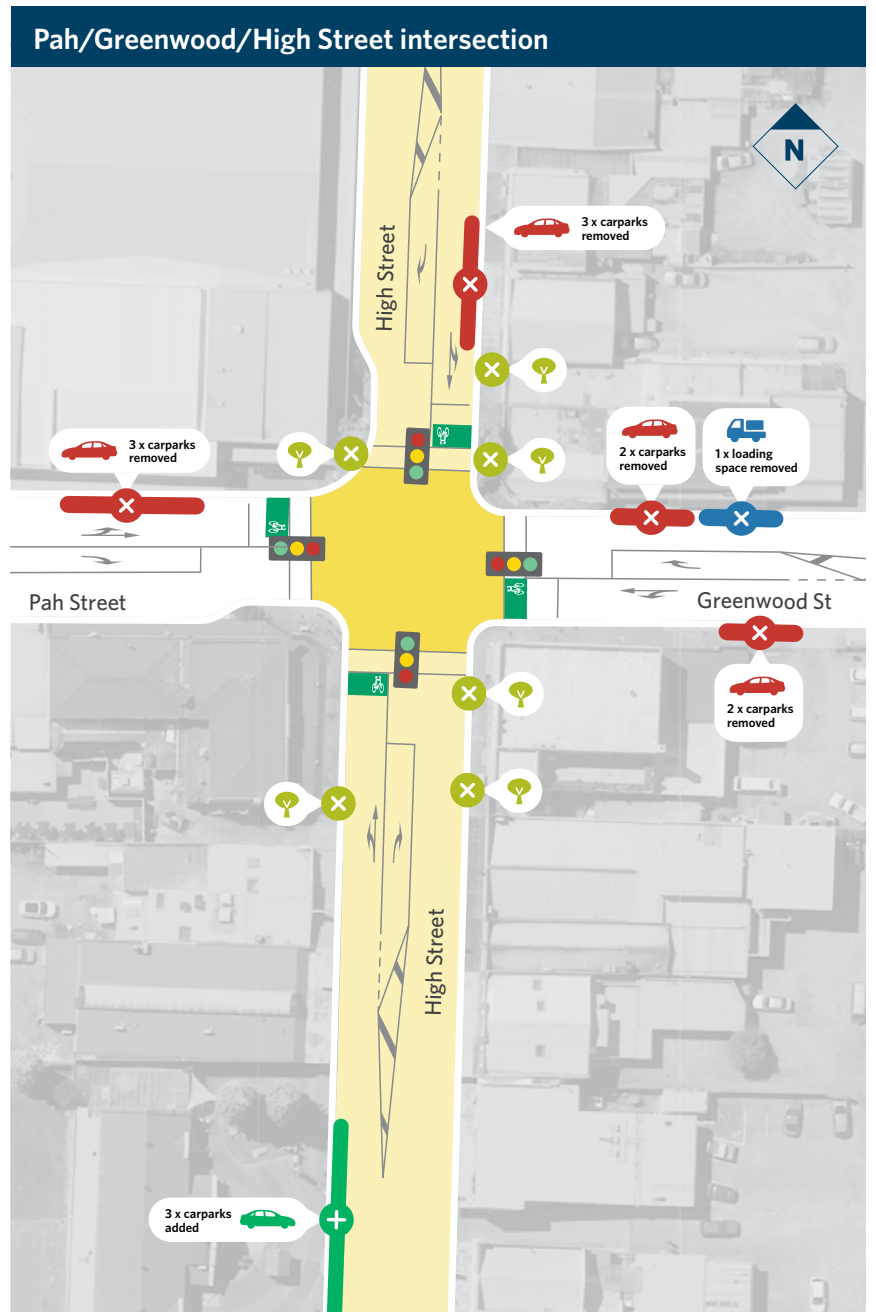 Pah/Greenwood/High Street intersection
N
High Street
3 x carparks
removed
3 x carparks
removed
2 x carparks
removed
1 x loading
space removed
Pah Street
Greenwood St
2 x carparks
removed
High Street
3 x carparks
added